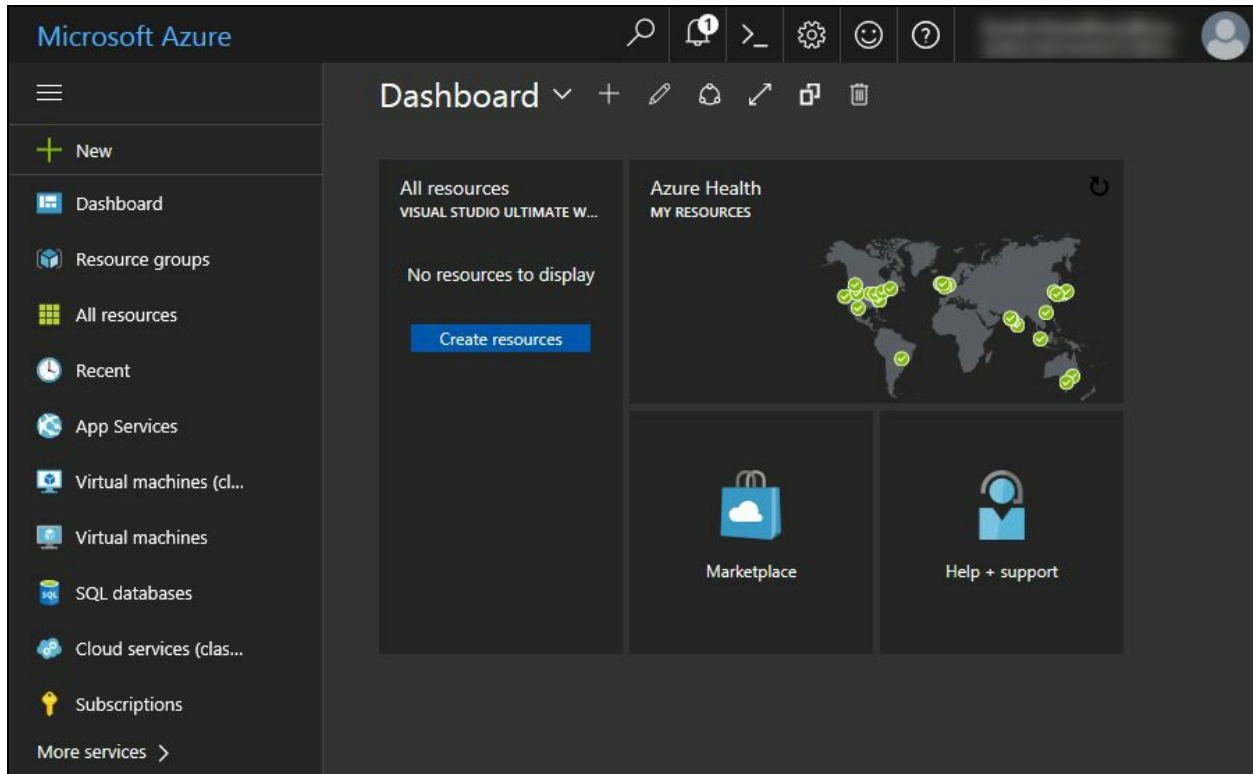 Microsoft Azure
1
New
Dashboard
Resource groups
All resources
Recent
App Services
Virtual machines (cl...
Virtual machines
SQL databases
Cloud services (clas...
Subscriptions
More services
Dashboard
All resources
VISUAL STUDIO ULTIMATE W...
No resources to display
Create resources
Azure Health
MY RESOURCES
Marketplace
Help + support
SQL